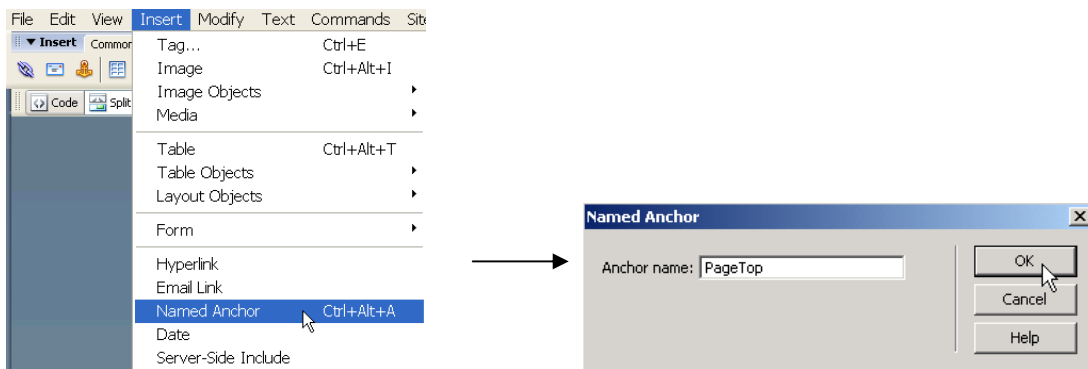 File Edit View Insert Modify Text Commands Site
Insert Common
Tag... Ctrl+E
Image Ctrl+Alt+I
Image Objects
Code Split
Media
Table Ctrl+Alt+T
Table Objects
Layout Objects
Form
Hyperlink
Email Link
Named Anchor Ctrl+Alt+A
Date
Server-Side Include
Named Anchor
Anchor name: PageTop
OK
Cancel
Help